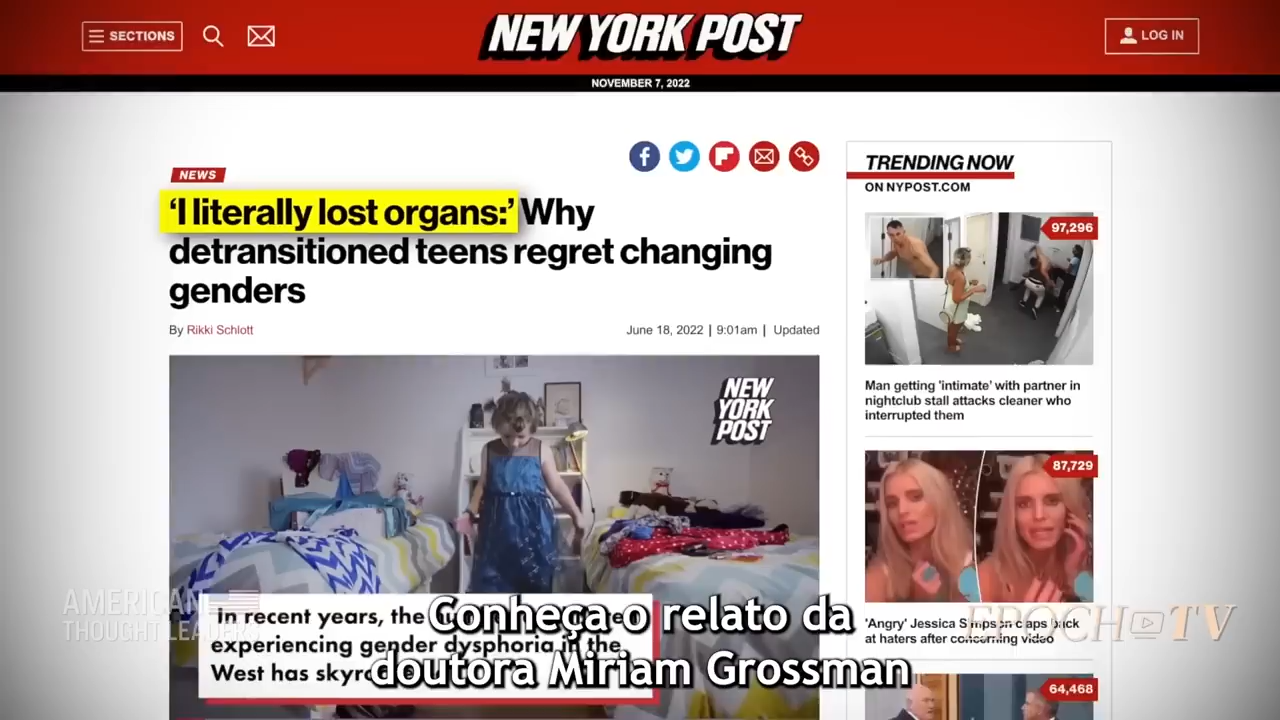 SECTIONS
NEW YORK POST
LOG IN
NOVEMBER 7, 2022
NEWS
‘I literally lost organs:’ Why
detransitioned teens regret changing
genders
By Rikki Schlott
June 18, 2022 | 9:01am | Updated
NEW
YORK
POST
In recent years, the
experiencing gender dysphoria in the
West has
TRENDING NOW
ON NYPOST.COM
97,296
Man getting 'intimate' with partner in
nightclub stall attacks cleaner who
interrupted them
87,729
'Angry' Jessica Simpson claps back
at haters after concerning video
64,468
AMERICAN
THOUGHT LEADERS
EPOCH TV
Conheça o relato da
doutora Miriam Grossman